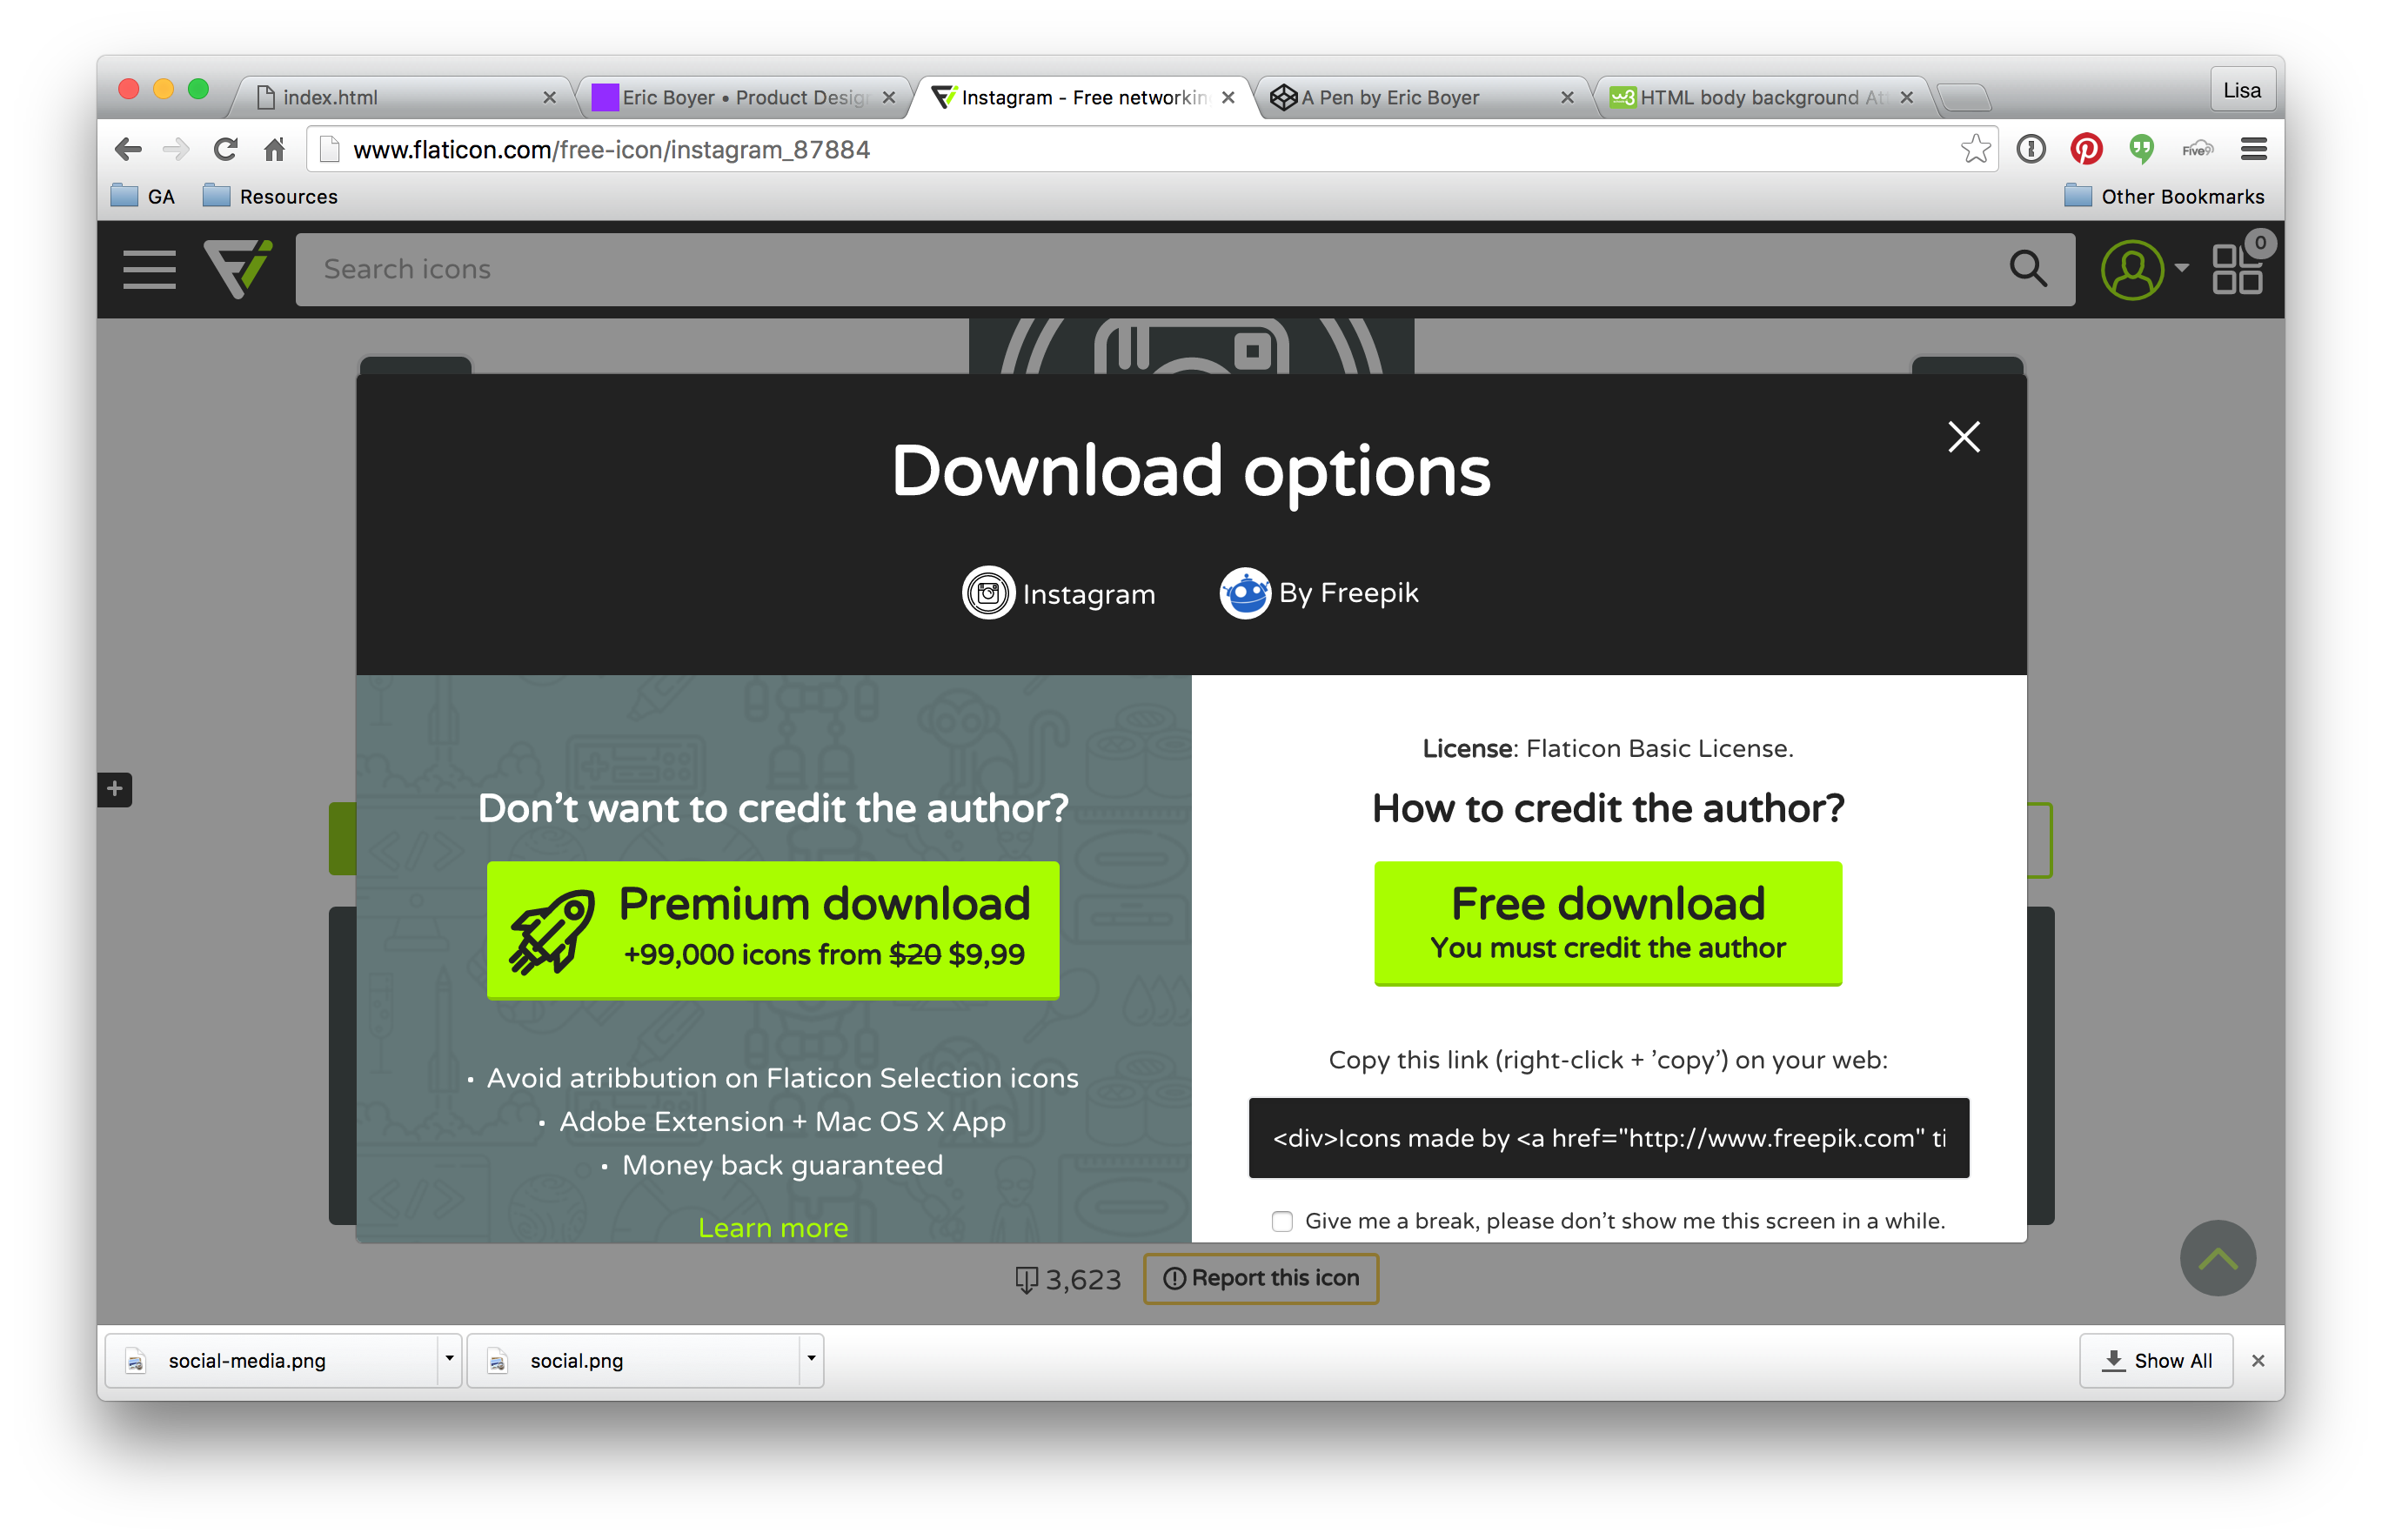 index.html
Eric Boyer • Product Desig
Instagram - Free networkin
A Pen by Eric Boyer
HTML body background At
Lisa
www.flaticon.com/free-icon/instagram_87884
Five9
GA
Resources
Other Bookmarks
Search icons
0
Download options
Instagram
By Freepik
Don’t want to credit the author?
Premium download
+99,000 icons from $20 $9,99
• Avoid atribbution on Flaticon Selection icons
• Adobe Extension + Mac OS X App
• Money back guaranteed
Learn more
License: Flaticon Basic License.
How to credit the author?
Free download
You must credit the author
Copy this link (right-click + ’copy’) on your web:
<div>Icons made by <a href="http://www.freepik.com" ti
Give me a break, please don’t show me this screen in a while.
3,623
Report this icon
social-media.png
social.png
Show All